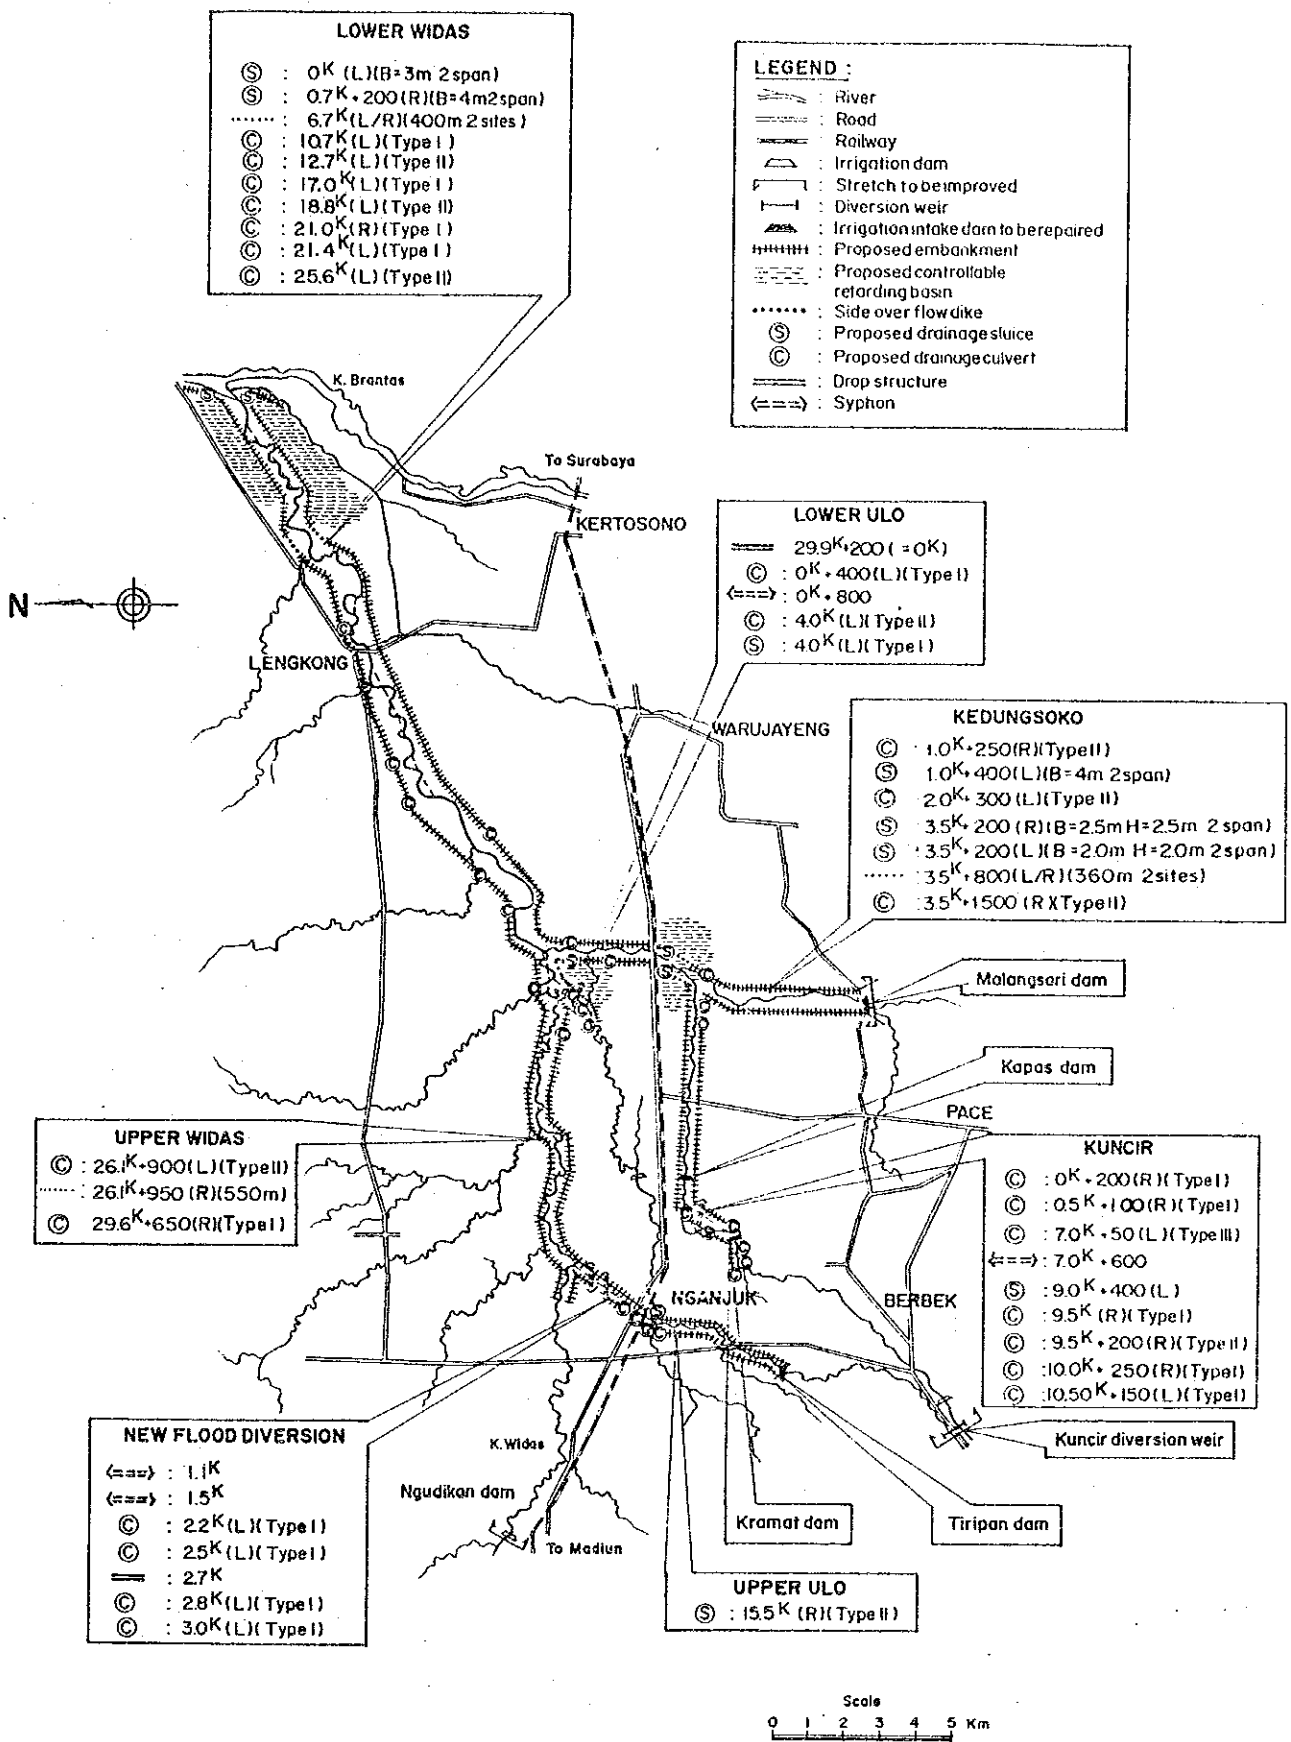 LOWER WIDAS
Ⓢ : 0K (L)(B=3m 2span)
Ⓢ : 0.7K+200(R)(B=4m2span)
....... : 6.7K(L/R)(400m 2sites)
Ⓒ : 10.7K(L)(Type I)
Ⓒ : 12.7K(L)(Type II)
Ⓒ : 17.0K(L)(Type I)
Ⓒ : 18.8K(L)(Type II)
Ⓒ : 21.0K(R)(Type I)
Ⓒ : 21.4K(L)(Type I)
Ⓒ : 25.6K(L)(Type II)
LEGEND :
: River
: Road
: Railway
: Irrigation dam
: Stretch to be improved
: Diversion weir
: Irrigation intake dam to be repaired
: Proposed embankment
: Proposed controllable
retarding basin
....... : Side over flow dike
Ⓢ : Proposed drainage sluice
Ⓒ : Proposed drainage culvert
: Drop structure
<===> : Syphon
K. Brantas
To Surabaya
KERTOSONO
N
LENGKONG
LOWER ULO
29.9K+200 ( =0K)
Ⓒ : 0K+400(L)(Type I)
<===> : 0K+800
Ⓒ : 4.0K(L)(Type II)
Ⓢ : 4.0K(L)(Type I)
WARUJAYENG
KEDUNGSOKO
Ⓒ : 1.0K+250(R)(Type II)
Ⓢ 1.0K+400(L)(B=4m 2span)
Ⓒ 2.0K+300(L)(Type II)
Ⓢ : 3.5K+200 (R)(B=2.5m H=2.5m 2span)
Ⓢ : 3.5K+200(L)(B=2.0m H=2.0m 2span)
....... : 3.5K+800(L/R)(360m 2sites)
Ⓒ : 3.5K+1500 (R)(Type II)
Malangsari dam
Kapas dam
PACE
UPPER WIDAS
Ⓒ : 26.1K+900(L)(Type II)
....... : 26.1K+950 (R)(550m)
Ⓒ : 29.6K+650(R)(Type I)
KUNCIR
Ⓒ : 0K+200(R)(Type I)
Ⓒ : 0.5K+100(R)(Type I)
Ⓒ : 7.0K+50(L)(Type III)
<===> : 7.0K+600
Ⓢ : 9.0K+400(L)
Ⓒ : 9.5K (R)(Type I)
Ⓒ : 9.5K+200(R)(Type II)
Ⓒ : 10.0K+250(R)(Type I)
Ⓒ : 10.50K+150(L)(Type I)
NGANJUK
BERBEK
Kuncir diversion weir
NEW FLOOD DIVERSION
<===> : 1.1K
<===> : 1.5K
Ⓒ : 2.2K(L)(Type I)
Ⓒ : 2.5K(L)(Type I)
: 2.7K
Ⓒ : 2.8K(L)(Type I)
Ⓒ : 3.0K(L)(Type I)
K. Widas
Ngudikan dam
To Madiun
Kramat dam
Tiripan dam
UPPER ULO
Ⓢ : 15.5K (R)(Type II)
Scale
0 1 2 3 4 5 Km